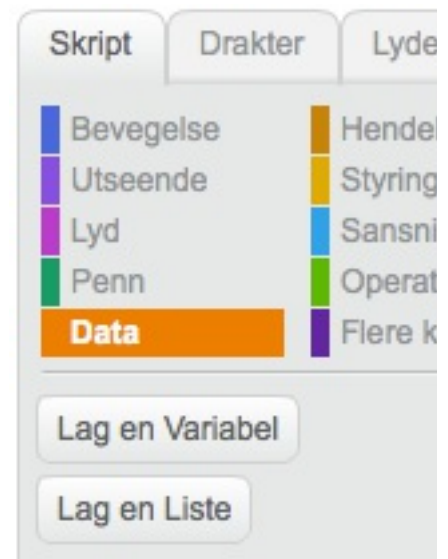 Skript Drakter Lyde
Bevegelse Hendel
Utseende Styring
Lyd Sansni
Penn Operat
Data Flere k
Lag en Variabel
Lag en Liste